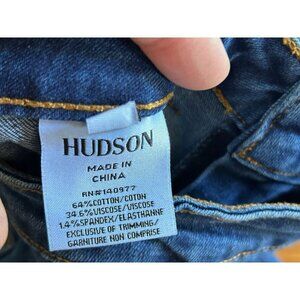 HUDSON
MADE IN
CHINA
RN#140977
64% COTTON/COTON
34.6% VISCOSE/VISCOSE
1.4% SPANDEX/ELASTHANNE
EXCLUSIVE OF TRIMMING/
GARNITURE NON COMPRISE